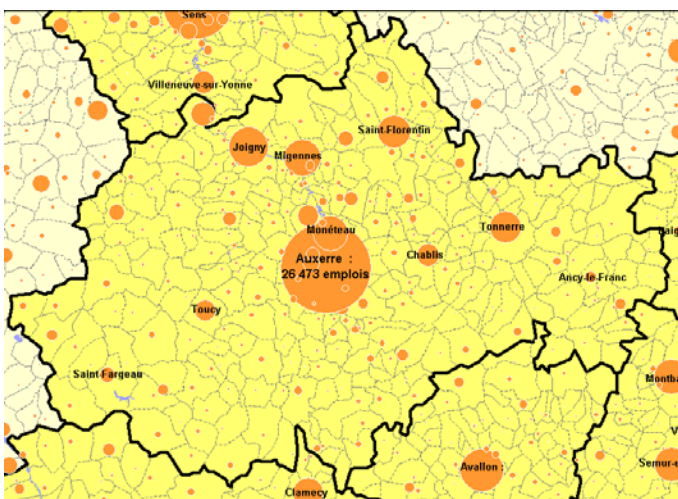 Sens
Villeneuve-sur-Yonne
Saint-Florentin
Joigny
Migennes
Monéteau
Tonnerre
Auxerre :
26 473 emplois
Chablis
Ancy-le-Franc
Toucy
Saint-Fargeau
Montba
Avallon :
Semur-e
Clamecy